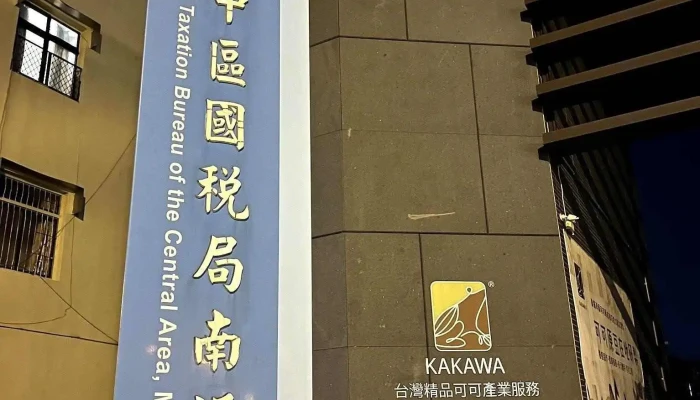 中區國稅局南
Taxation Bureau of the Central Area, M
®
KAKAWA
台灣精品可可產業服務